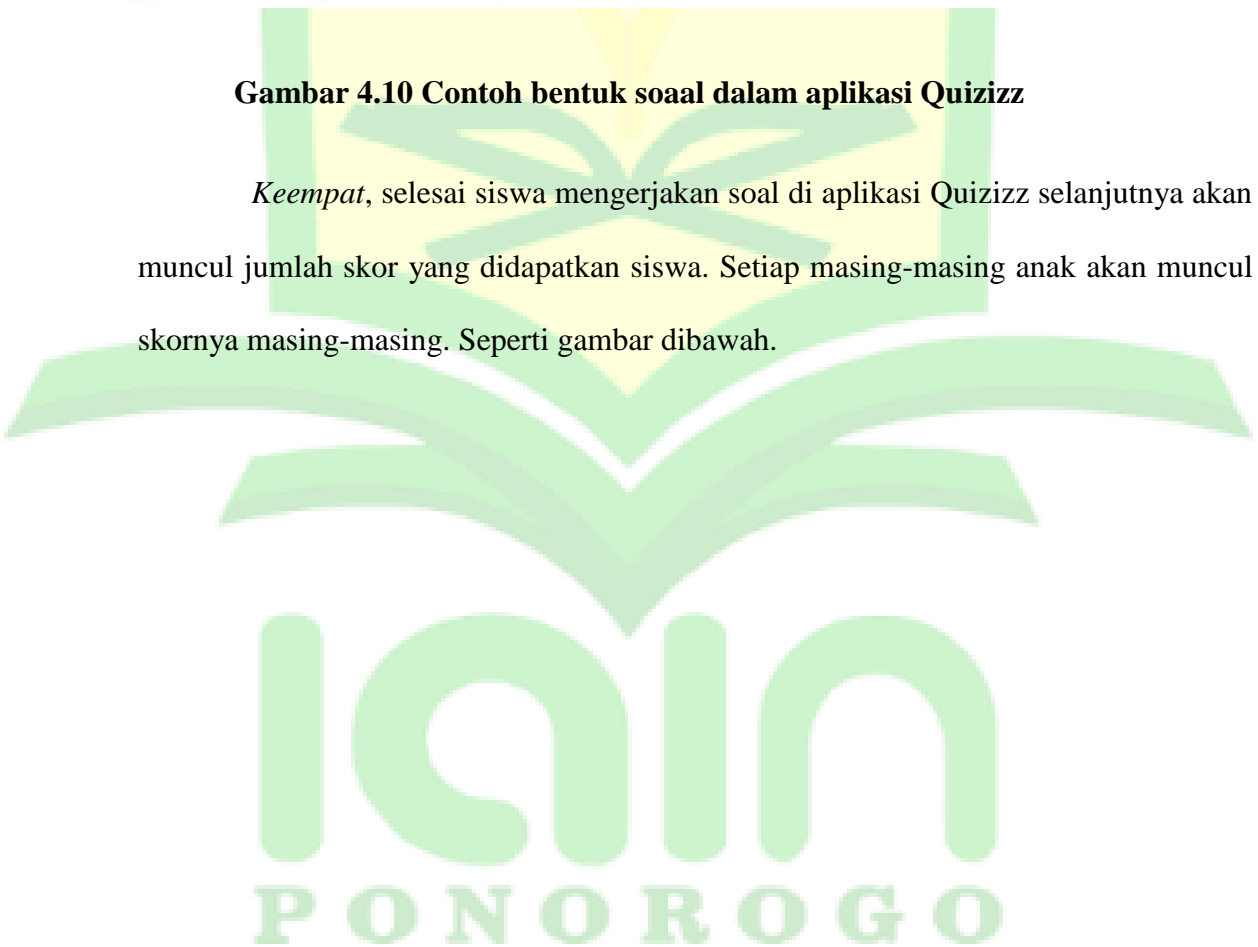 Gambar 4.10 Contoh bentuk soaal dalam aplikasi Quizizz
Keempat, selesai siswa mengerjakan soal di aplikasi Quizizz selanjutnya akan
muncul jumlah skor yang didapatkan siswa. Setiap masing-masing anak akan muncul
skornya masing-masing. Seperti gambar dibawah.
iain
PONOROGO